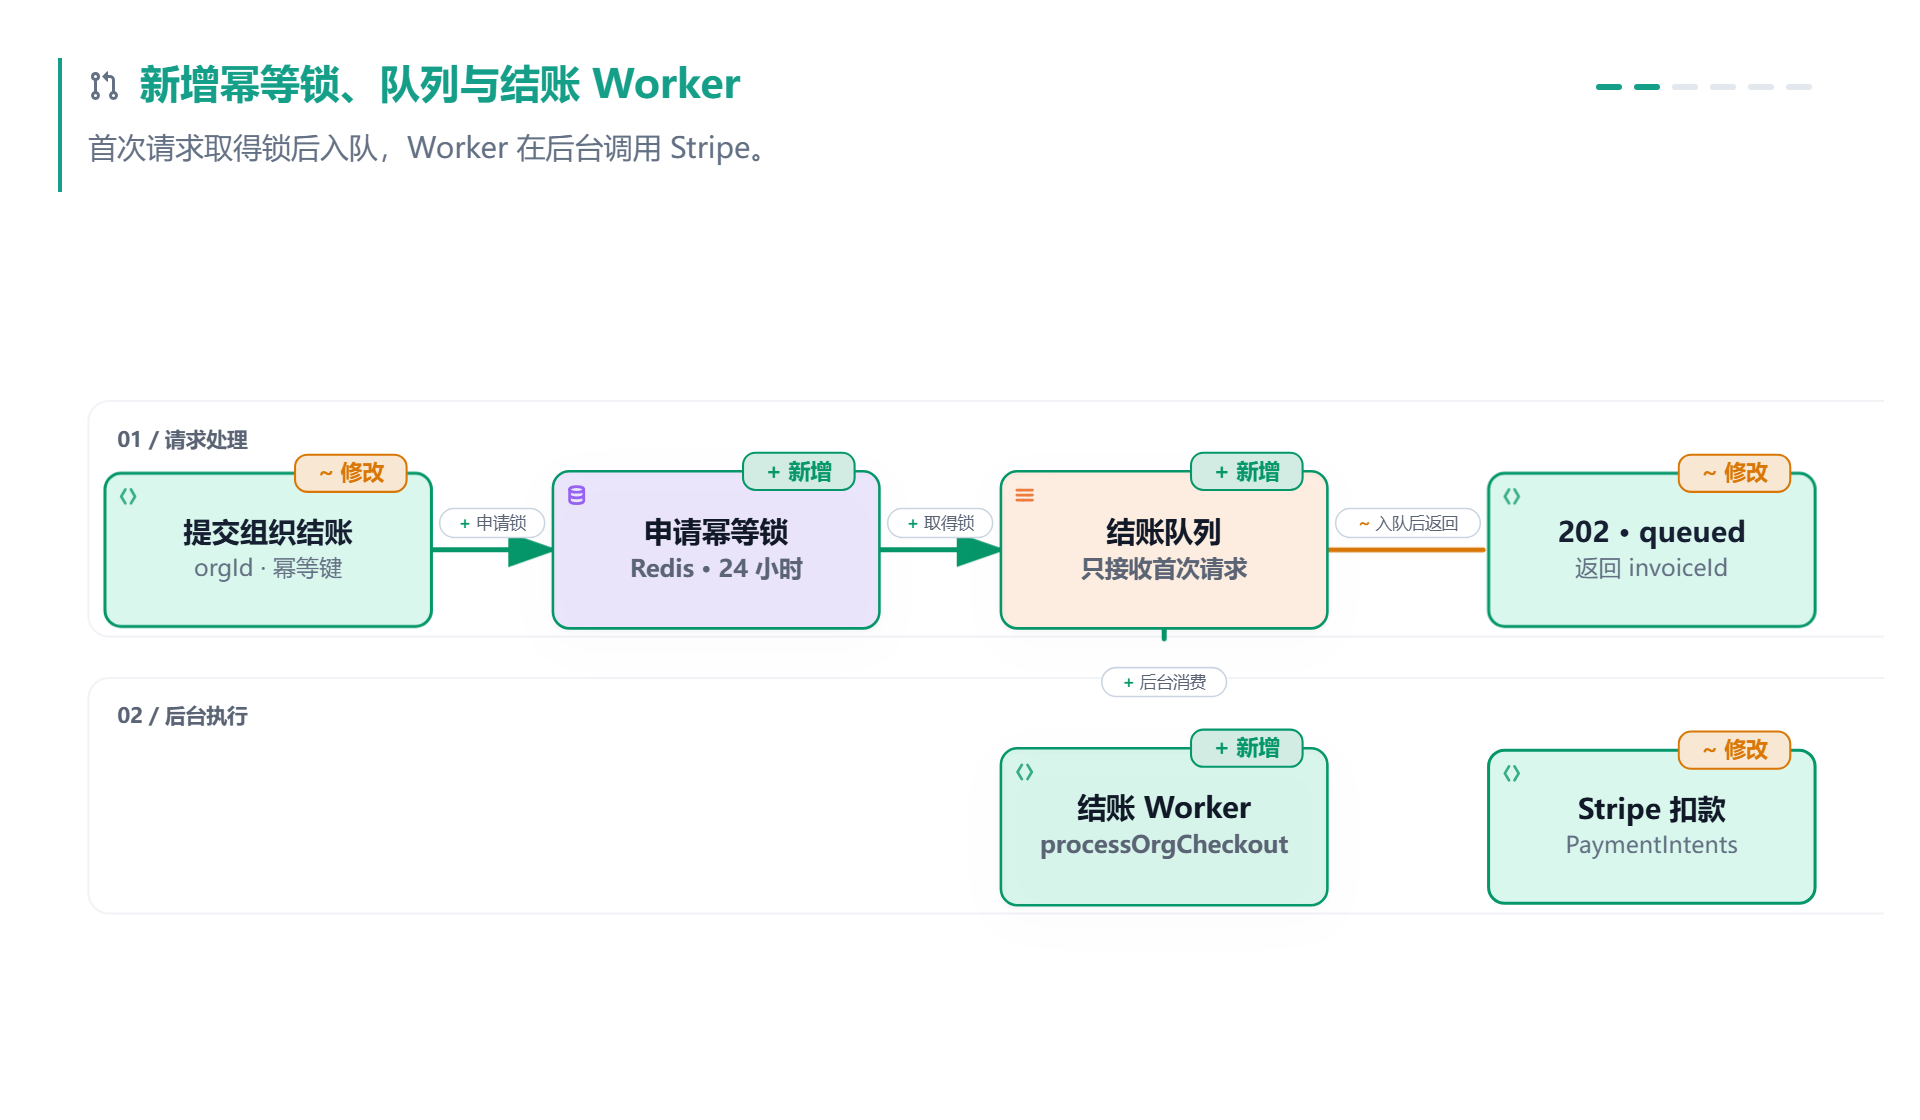 新增幂等锁、队列与结账 Worker
首次请求取得锁后入队，Worker 在后台调用 Stripe。
01 / 请求处理
~ 修改
提交组织结账
orgId · 幂等键
+ 申请锁
+ 新增
申请幂等锁
Redis • 24 小时
+ 取得锁
+ 新增
结账队列
只接收首次请求
~ 入队后返回
~ 修改
202 • queued
返回 invoiceId
+ 后台消费
02 / 后台执行
+ 新增
结账 Worker
processOrgCheckout
~ 修改
Stripe 扣款
PaymentIntents